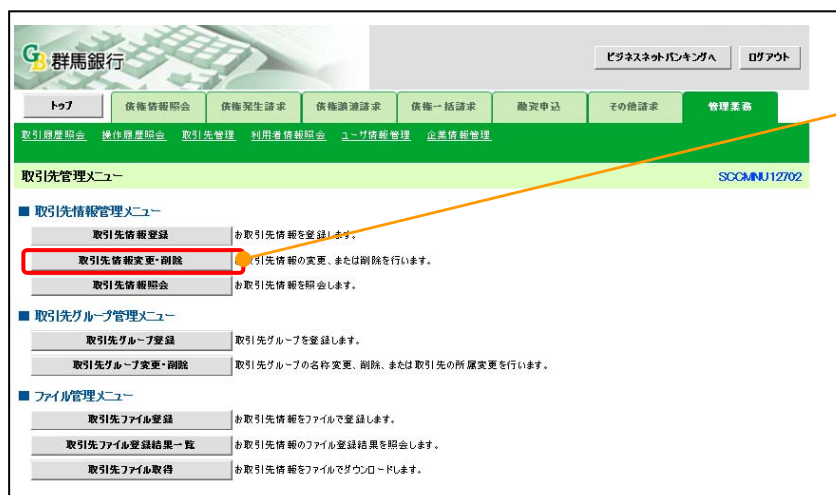 GB 群馬銀行
ビジネスネットバンキングへ ログアウト
トップ 債権情報照会 債権発生請求 債権譲渡請求 債権一括請求 融資申込 その他請求 管理業務
取引履歴照会 操作履歴照会 取引先管理 利用者情報照会 ユーザ情報管理 企業情報管理
取引先管理メニュー SCCMNU12702
■ 取引先情報管理メニュー
取引先情報登録 お取引先情報を登録します。
取引先情報変更・削除 お取引先情報の変更、または削除を行います。
取引先情報照会 お取引先情報を照会します。
■ 取引先グループ管理メニュー
取引先グループ登録 取引先グループを登録します。
取引先グループ変更・削除 取引先グループの名称変更、削除、または取引先の所属変更を行います。
■ ファイル管理メニュー
取引先ファイル登録 お取引先情報をファイルで登録します。
取引先ファイル登録結果一覧 お取引先情報のファイル登録結果を照会します。
取引先ファイル取得 お取引先情報をファイルでダウンロードします。